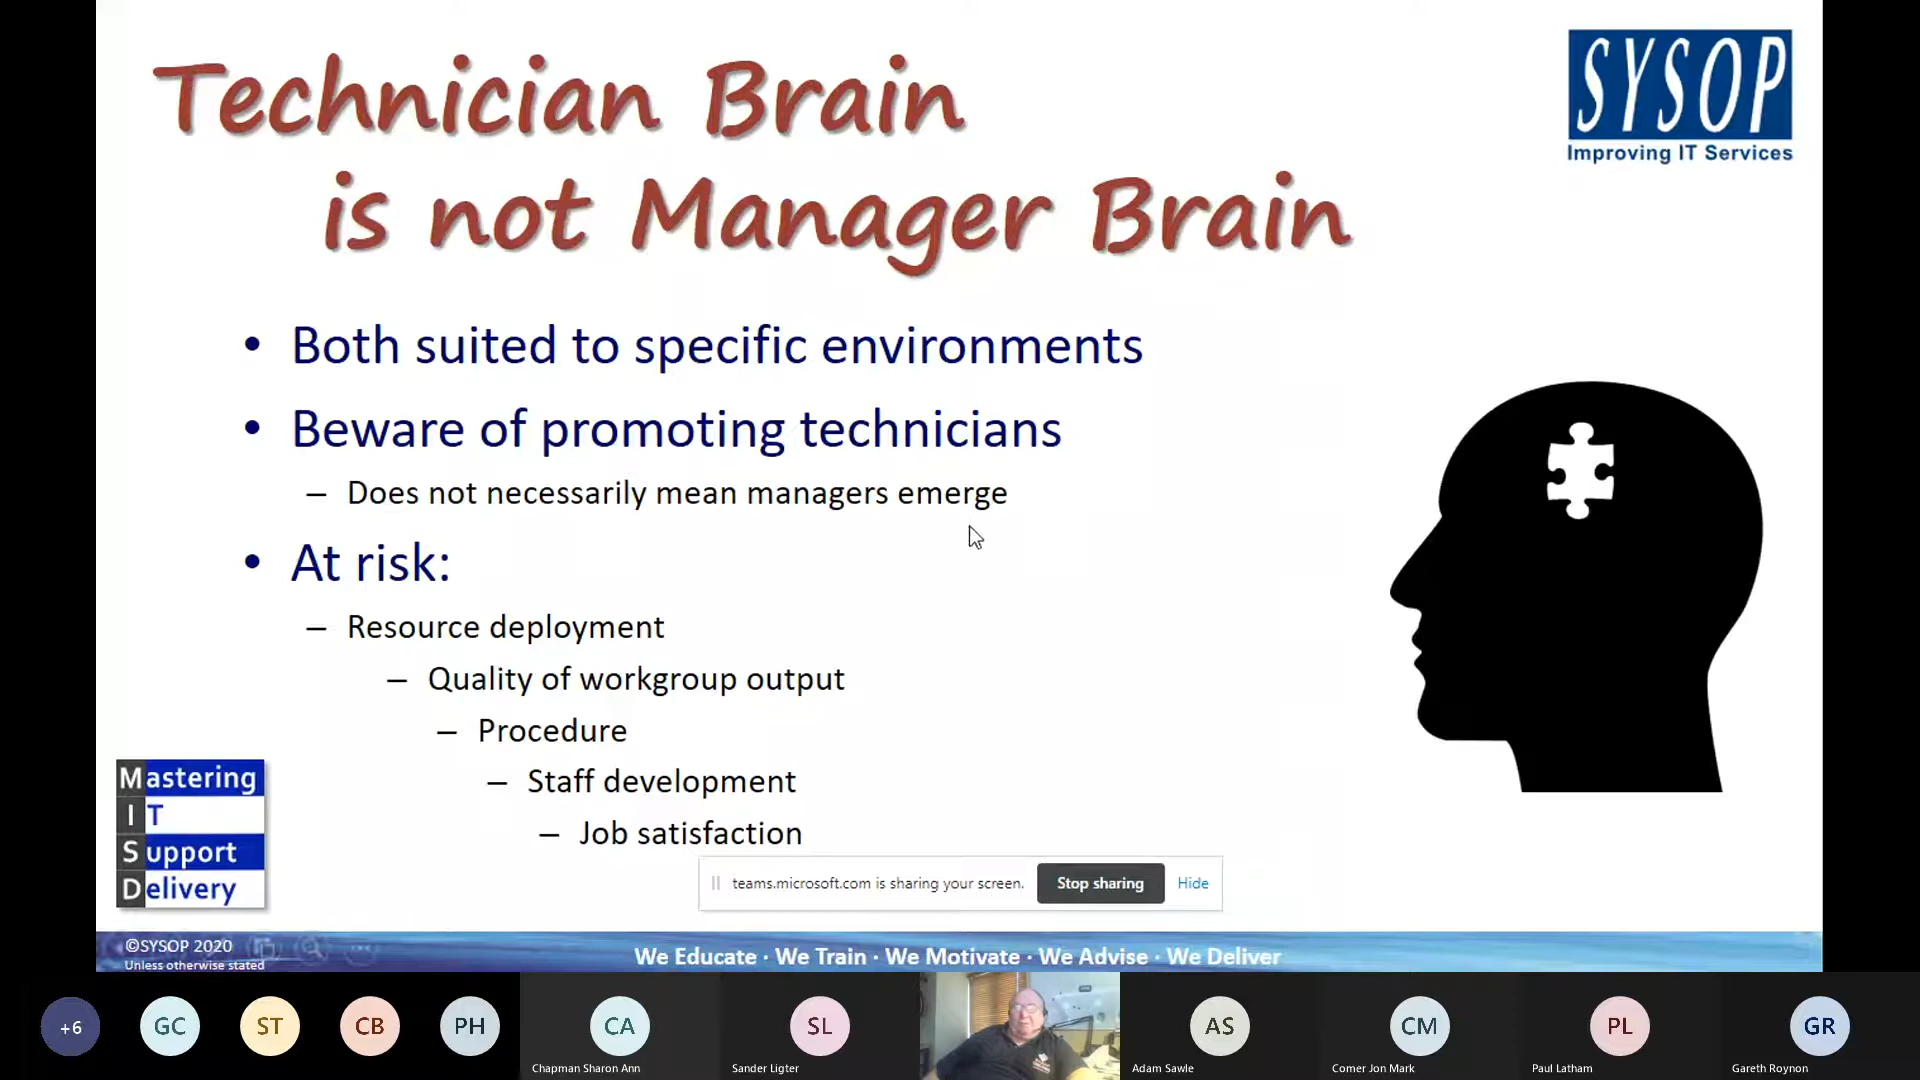 Technician Brain
is not Manager Brain
SYSOP
Improving IT Services
• Both suited to specific environments
• Beware of promoting technicians
– Does not necessarily mean managers emerge
• At risk:
– Resource deployment
– Quality of workgroup output
– Procedure
– Staff development
– Job satisfaction
Mastering
IT
Support
Delivery
teams.microsoft.com is sharing your screen.
Stop sharing
Hide
©SYSOP 2020
Unless otherwise stated
We Educate · We Train · We Motivate · We Advise · We Deliver
+6
GC
ST
CB
PH
CA
SL
AS
CM
PL
GR
Chapman Sharon Ann
Sander Ligter
Adam Sawle
Comer Jon Mark
Paul Latham
Gareth Roynon